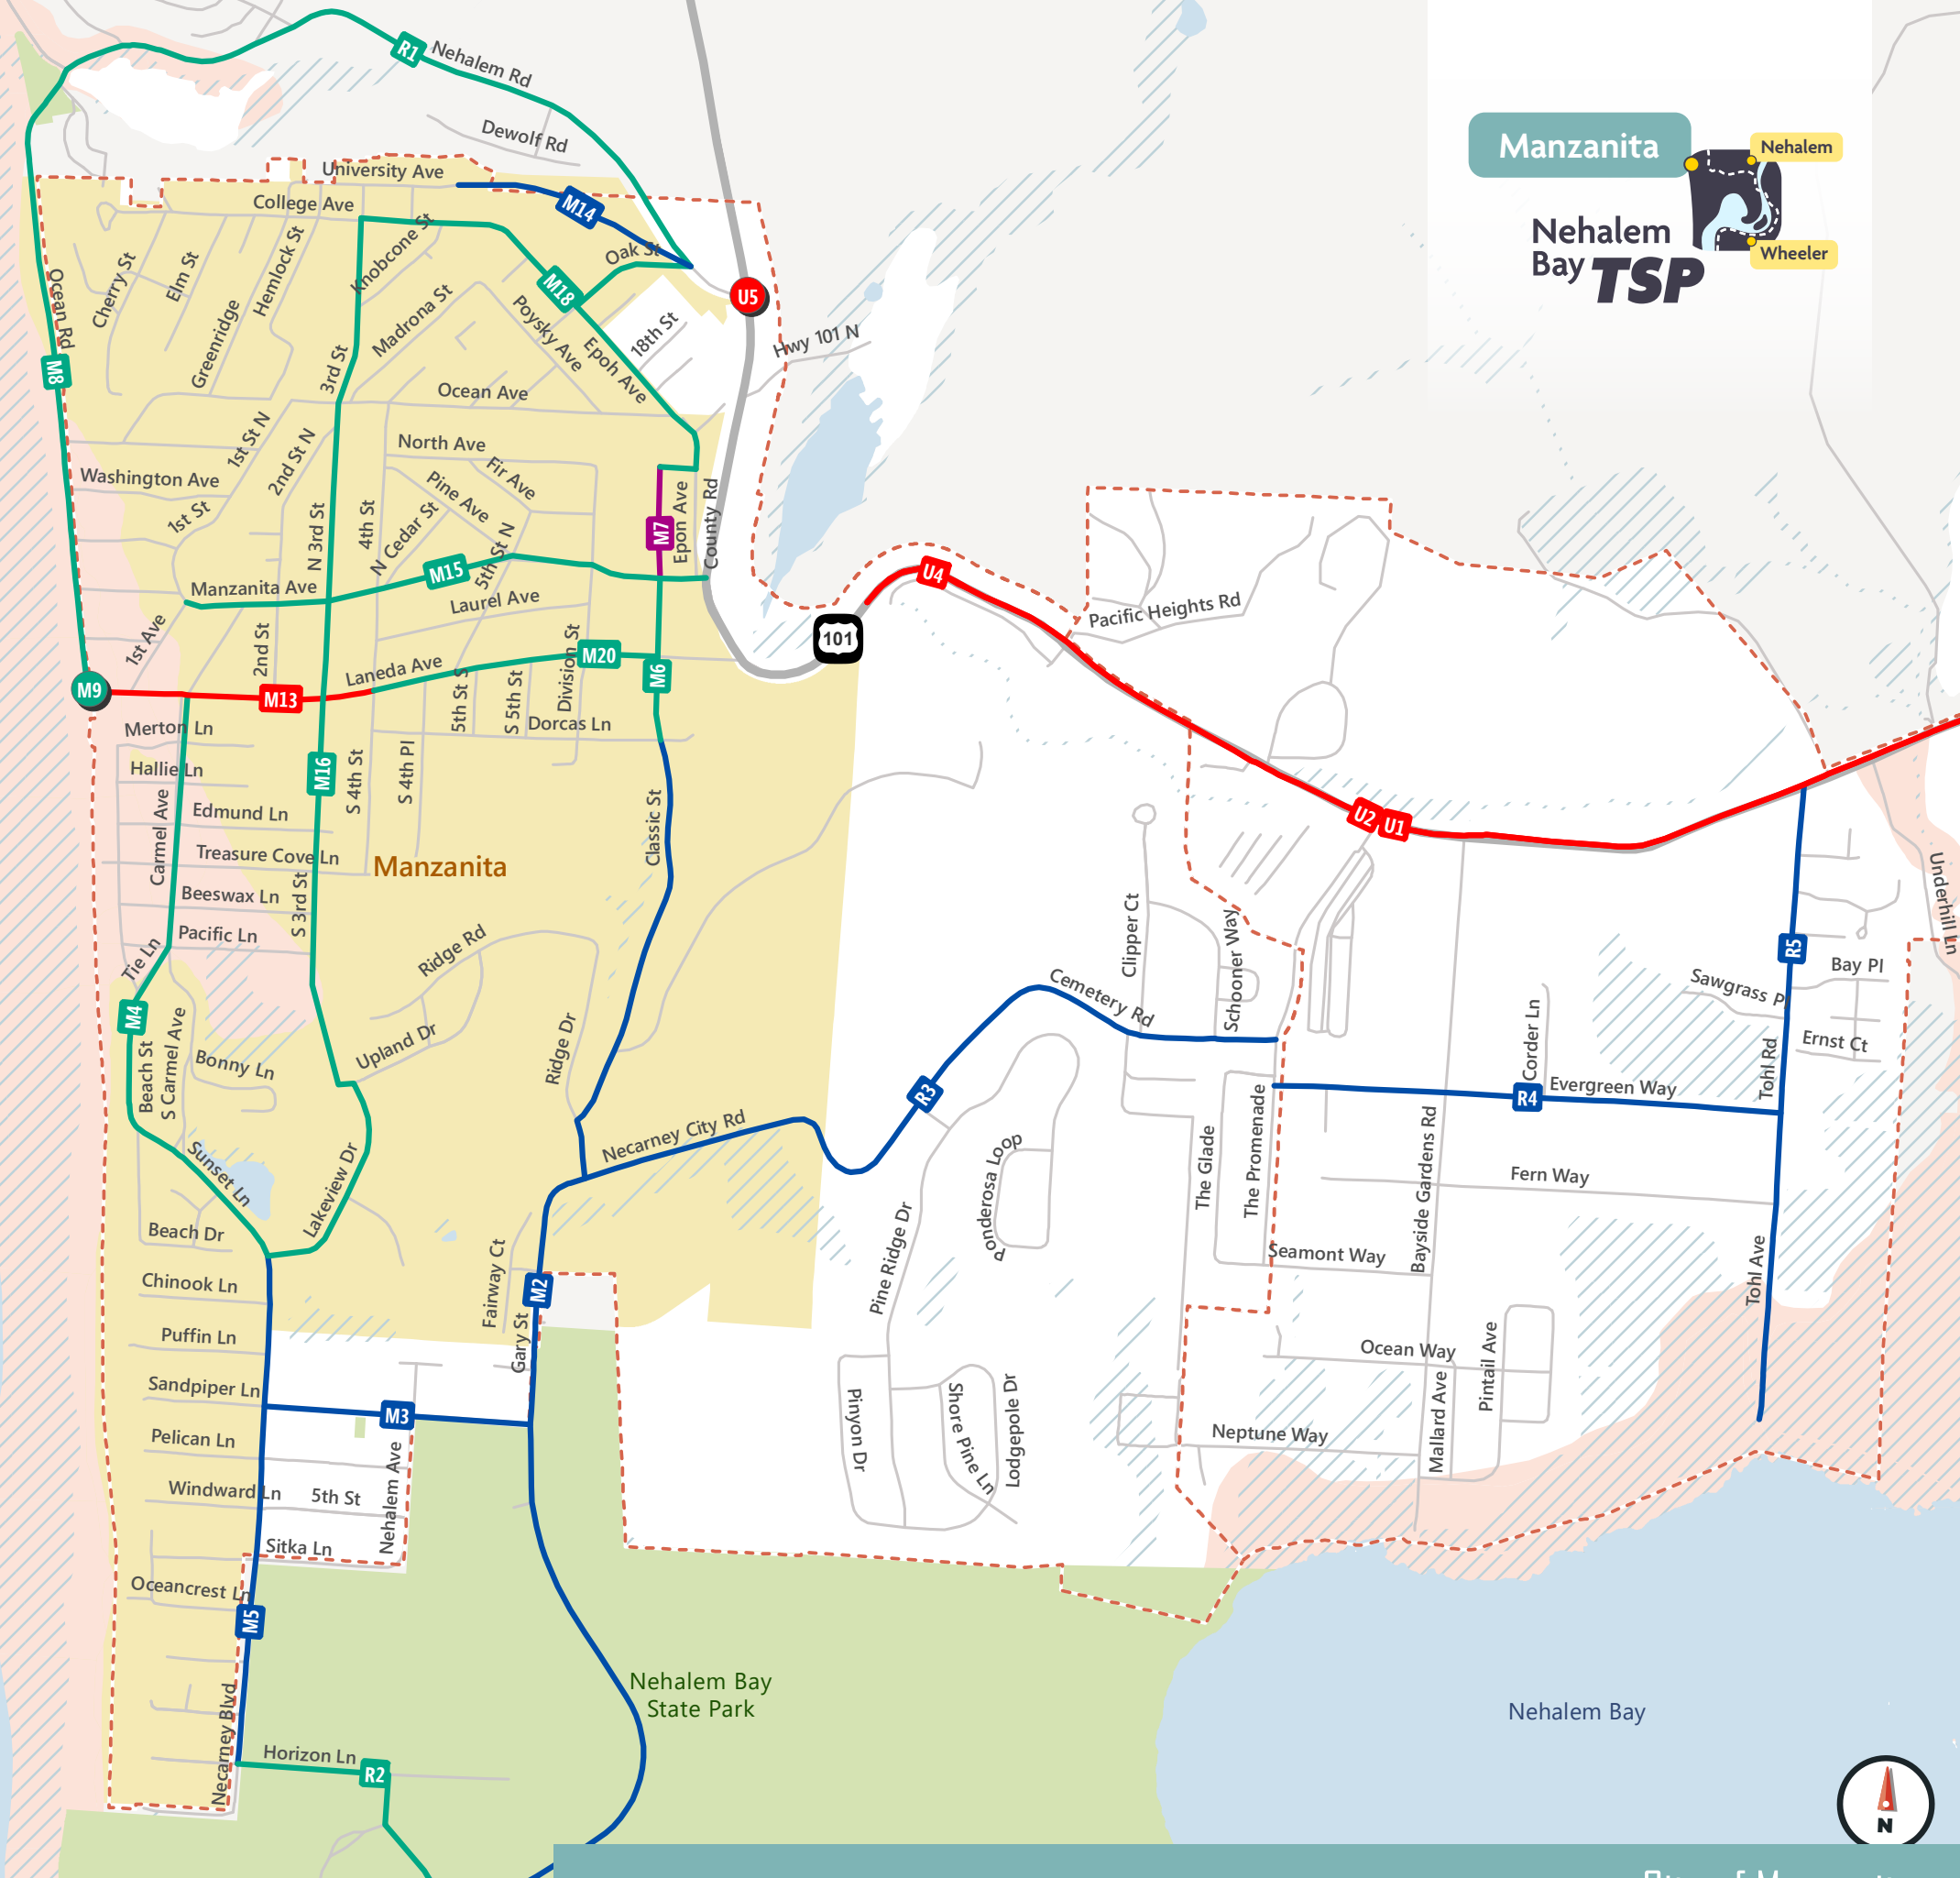 R1
Nehalem Rd
Dewolf Rd
University Ave
College Ave
M14
Oak St
U5
Hwy 101 N
Manzanita
Nehalem
Nehalem
Bay TSP
Wheeler
Ocean Rd
M8
Cherry St
Elm St
Hemlock St
Greenridge
Knobcone St
Madrona St
M18
Poysky Ave
Epoh Ave
18th St
3rd St
Ocean Ave
1st St N
2nd St N
North Ave
Fir Ave
Pine Ave
Washington Ave
1st St
N 3rd St
4th St
N Cedar St
5th St N
M7
Epon Ave
County Rd
M15
Manzanita Ave
Laurel Ave
1st Ave
2nd St
Laneda Ave
M20
Division St
M6
101
U4
Pacific Heights Rd
M9
M13
5th St S
S 5th St
Dorcas Ln
Merton Ln
Hallie Ln
M16
S 4th St
S 4th Pl
Edmund Ln
Carmel Ave
Treasure Cove Ln
Manzanita
Classic St
U2
U1
Beeswax Ln
S 3rd St
Pacific Ln
Tie Ln
Ridge Rd
Clipper Ct
Schooner Way
Cemetery Rd
Underhill Ln
R5
Bay Pl
Sawgrass P
Ernst Ct
M4
Beach St
S Carmel Ave
Bonny Ln
Upland Dr
Ridge Dr
R3
Corder Ln
R4
Evergreen Way
Tohl Rd
Necarney City Rd
Sunset Ln
Lakeview Dr
Ponderosa Loop
The Glade
The Promenade
Bayside Gardens Rd
Fern Way
Beach Dr
Seamont Way
Tohl Ave
Chinook Ln
Fairway Ct
M2
Pine Ridge Dr
Puffin Ln
Gary St
Ocean Way
Pintail Ave
Sandpiper Ln
M3
Pinyon Dr
Shore Pine Ln
Lodgepole Dr
Mallard Ave
Pelican Ln
Neptune Way
Windward Ln
5th St
Nehalem Ave
Sitka Ln
Oceancrest Ln
M5
Nehalem Bay
State Park
Nehalem Bay
Necarney Blvd
Horizon Ln
R2
N